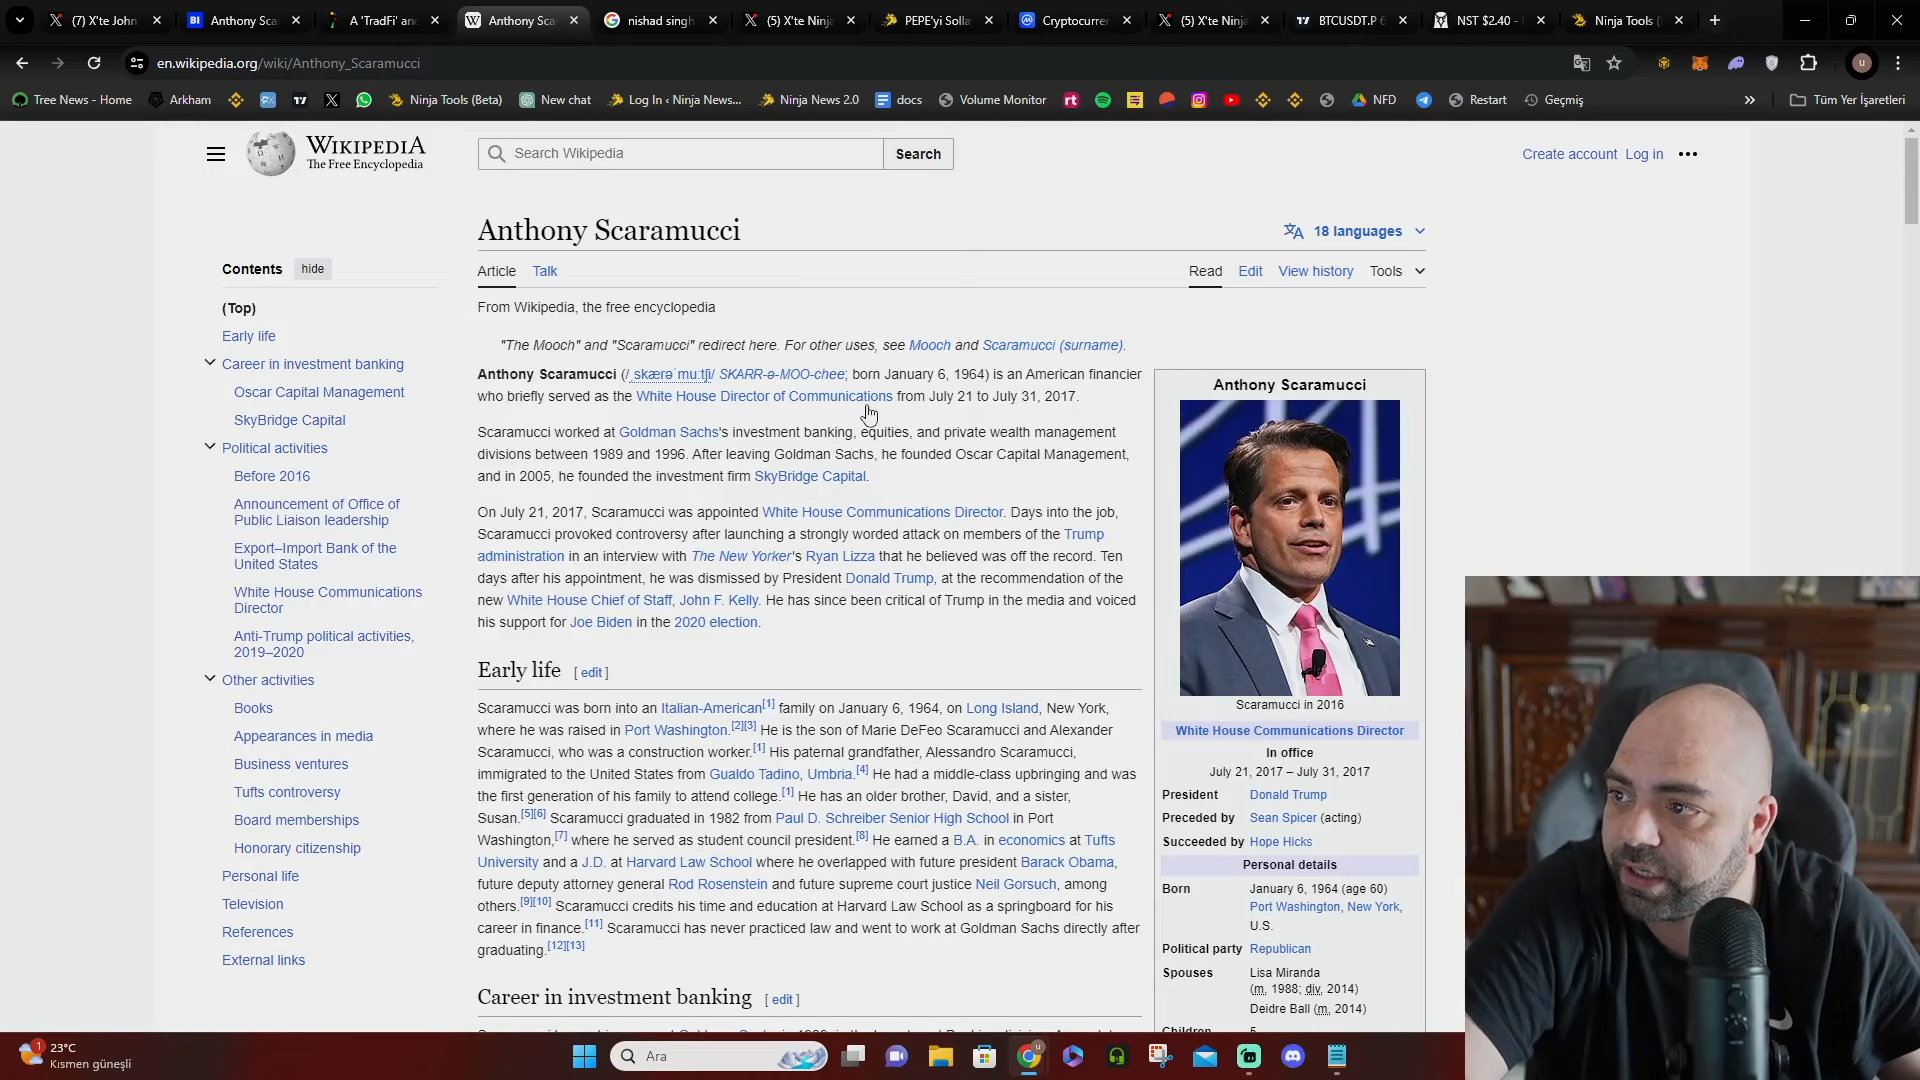 (7) X'te John
Anthony Sca
A 'TradFi' an
Anthony Sca
nishad singh
(5) X'te Ninja
PEPE'yi Solla
Cryptocurren
(5) X'te Ninja
BTCUSDT.P 6
NST $2.40 -
Ninja Tools (
en.wikipedia.org/wiki/Anthony_Scaramucci
Tree News - Home
Arkham
Ninja Tools (Beta)
New chat
Log In ‹ Ninja News...
Ninja News 2.0
docs
Volume Monitor
NFD
Restart
Geçmiş
Tüm Yer İşaretleri
WIKIPEDIA
The Free Encyclopedia
Search Wikipedia
Search
Create account
Log in
Anthony Scaramucci
18 languages
Article
Talk
Read
Edit
View history
Tools
Contents
hide
(Top)
Early life
Career in investment banking
Oscar Capital Management
SkyBridge Capital
Political activities
Before 2016
Announcement of Office of
Public Liaison leadership
Export–Import Bank of the
United States
White House Communications
Director
Anti-Trump political activities,
2019–2020
Other activities
Books
Appearances in media
Business ventures
Tufts controversy
Board memberships
Honorary citizenship
Personal life
Television
References
External links
From Wikipedia, the free encyclopedia
"The Mooch" and "Scaramucci" redirect here. For other uses, see Mooch and Scaramucci (surname).
Anthony Scaramucci (/ˌskærəˈmuːtʃi/ SKARR-ə-MOO-chee; born January 6, 1964) is an American financier
who briefly served as the White House Director of Communications from July 21 to July 31, 2017.
Scaramucci worked at Goldman Sachs's investment banking, equities, and private wealth management
divisions between 1989 and 1996. After leaving Goldman Sachs, he founded Oscar Capital Management,
and in 2005, he founded the investment firm SkyBridge Capital.
On July 21, 2017, Scaramucci was appointed White House Communications Director. Days into the job,
Scaramucci provoked controversy after launching a strongly worded attack on members of the Trump
administration in an interview with The New Yorker's Ryan Lizza that he believed was off the record. Ten
days after his appointment, he was dismissed by President Donald Trump, at the recommendation of the
new White House Chief of Staff, John F. Kelly. He has since been critical of Trump in the media and voiced
his support for Joe Biden in the 2020 election.
Early life [ edit ]
Scaramucci was born into an Italian-American[1] family on January 6, 1964, on Long Island, New York,
where he was raised in Port Washington.[2][3] He is the son of Marie DeFeo Scaramucci and Alexander
Scaramucci, who was a construction worker.[1] His paternal grandfather, Alessandro Scaramucci,
immigrated to the United States from Gualdo Tadino, Umbria.[4] He had a middle-class upbringing and was
the first generation of his family to attend college.[1] He has an older brother, David, and a sister,
Susan.[5][6] Scaramucci graduated in 1982 from Paul D. Schreiber Senior High School in Port
Washington,[7] where he served as student council president.[8] He earned a B.A. in economics at Tufts
University and a J.D. at Harvard Law School where he overlapped with future president Barack Obama,
future deputy attorney general Rod Rosenstein and future supreme court justice Neil Gorsuch, among
others.[9][10] Scaramucci credits his time and education at Harvard Law School as a springboard for his
career in finance.[11] Scaramucci has never practiced law and went to work at Goldman Sachs directly after
graduating.[12][13]
Career in investment banking [ edit ]
Anthony Scaramucci
Scaramucci in 2016
White House Communications Director
In office
July 21, 2017 – July 31, 2017
President Donald Trump
Preceded by Sean Spicer (acting)
Succeeded by Hope Hicks
Personal details
Born January 6, 1964 (age 60)
Port Washington, New York,
U.S.
Political party Republican
Spouses Lisa Miranda
(m. 1988; div. 2014)
Deidre Ball (m. 2014)
Children 5
1
23°C
Kısmen güneşli
Ara